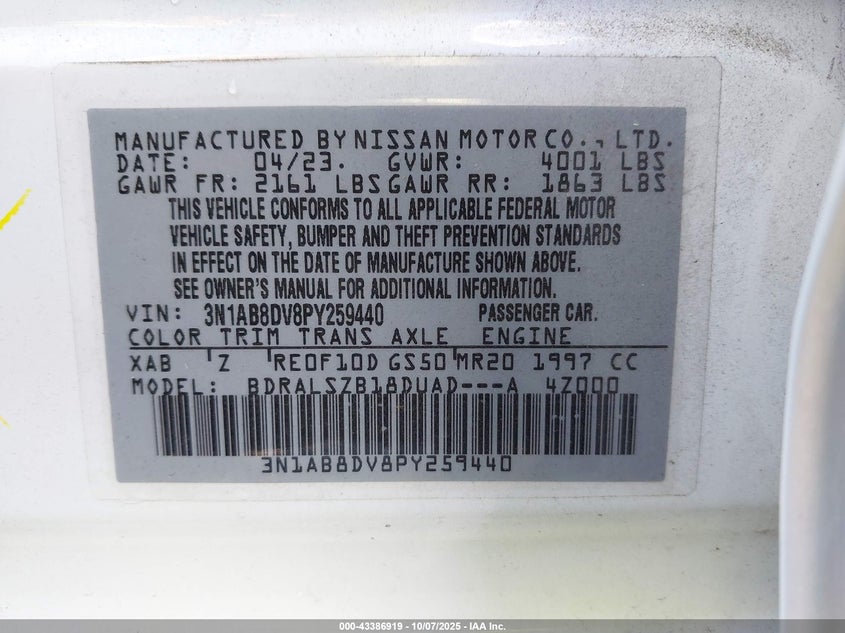 MANUFACTURED BY NISSAN MOTOR CO., LTD.
DATE: 04/23. GVWR: 4001 LBS
GAWR FR: 2161 LBS GAWR RR: 1863 LBS
THIS VEHICLE CONFORMS TO ALL APPLICABLE FEDERAL MOTOR
VEHICLE SAFETY, BUMPER AND THEFT PREVENTION STANDARDS
IN EFFECT ON THE DATE OF MANUFACTURE SHOWN ABOVE.
SEE OWNER'S MANUAL FOR ADDITIONAL INFORMATION.
VIN: 3N1AB8DV8PY259440 PASSENGER CAR.
COLOR TRIM TRANS AXLE ENGINE
XAB 'Z 'RE0F10D GS50'MR20 1997 CC
MODEL: BDRALSZB18DUAD---A 4Z000
3N1AB8DV8PY259440
000-43386919 - 10/07/2025 - IAA Inc.